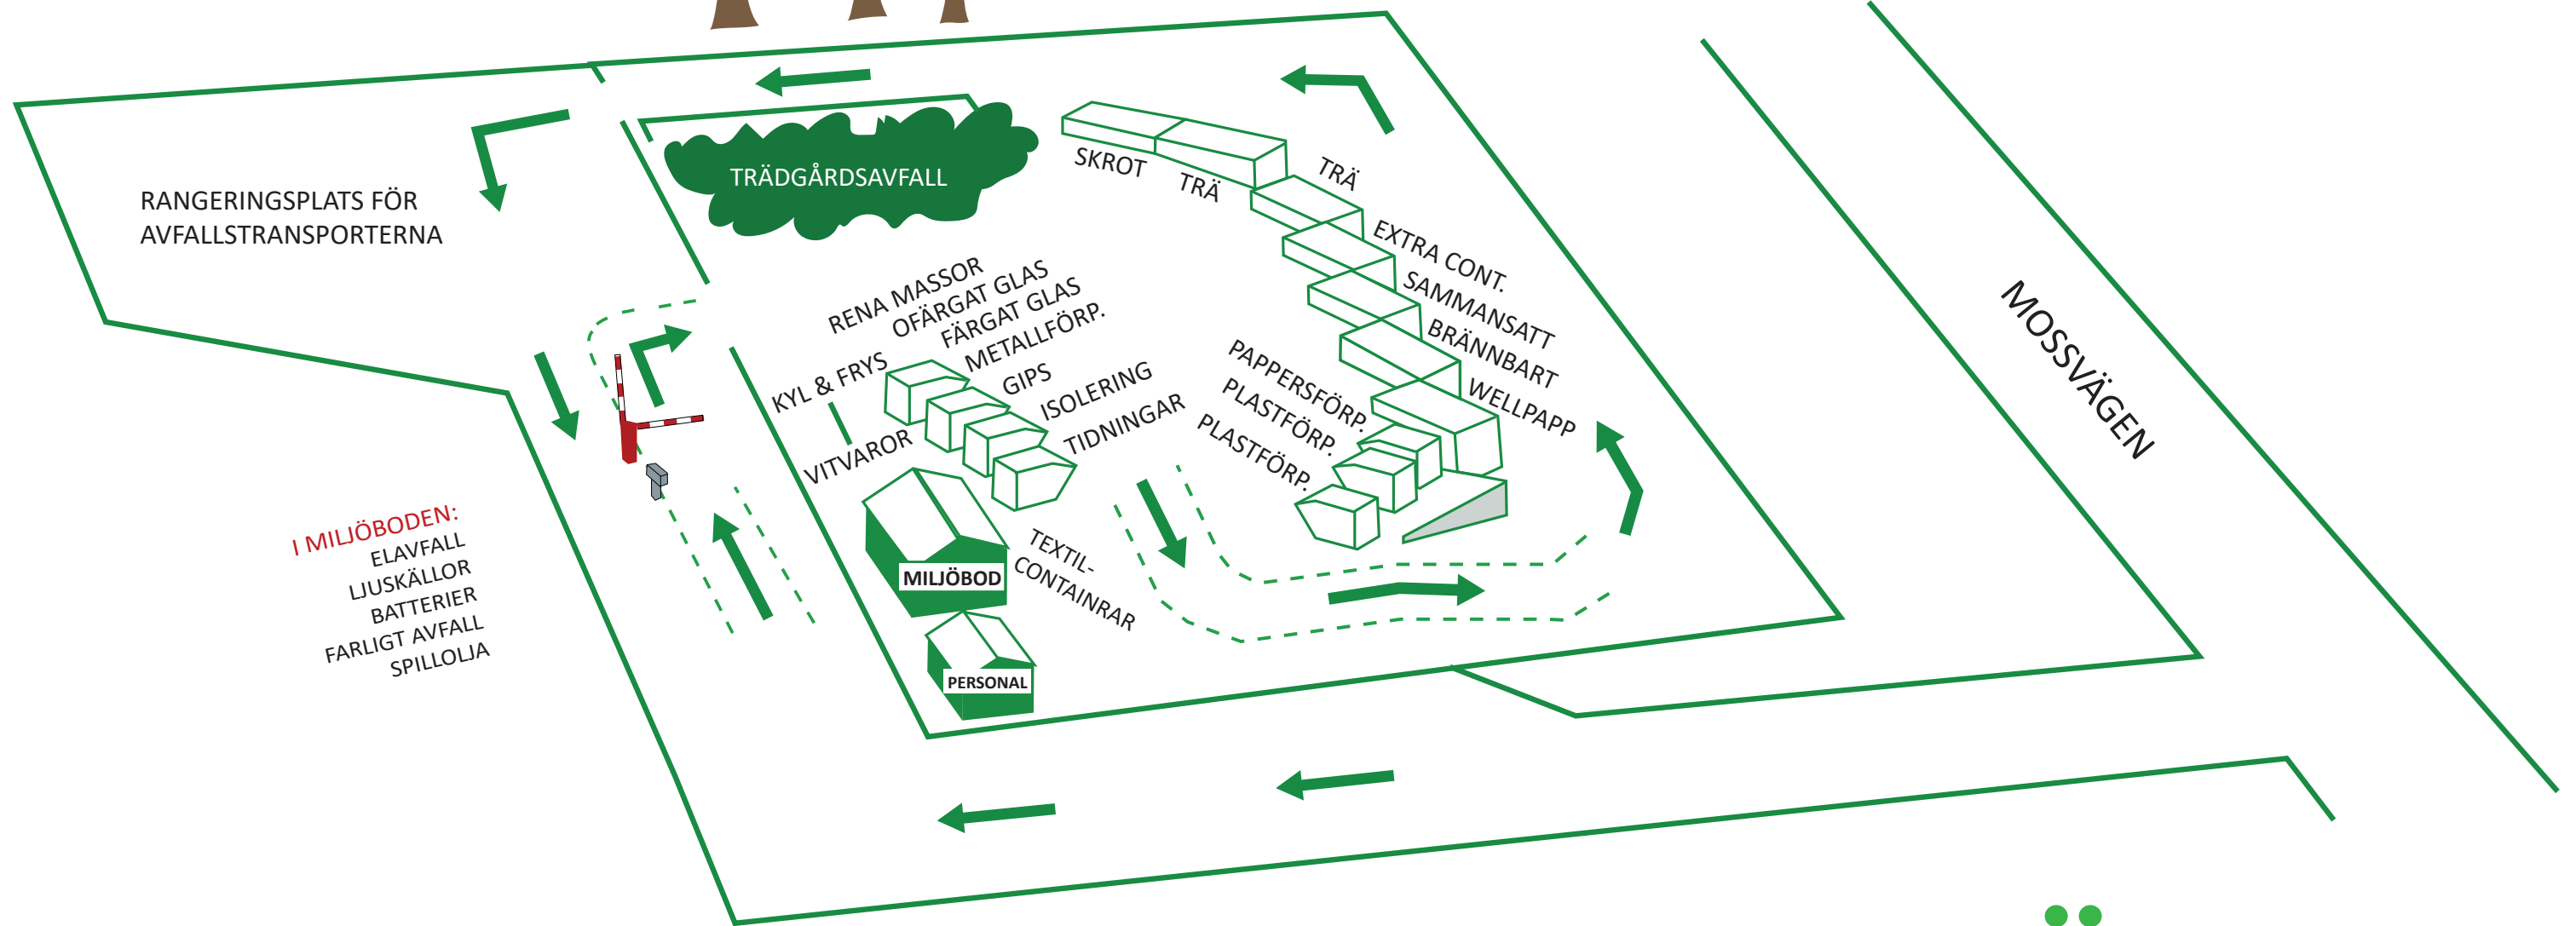 TRÄDGÅRDSAVFALL
SKROT
TRÄ
TRÄ
RANGERINGSPLATS FÖR
AVFALLSTRANSPORTERNA
EXTRA CONT.
SAMMANSATT
BRÄNNBART
WELLPAPP
MOSSVÄGEN
RENA MASSOR
OFÄRGAT GLAS
FÄRGAT GLAS
METALLFÖRP.
KYL & FRYS
GIPS
ISOLERING
TIDNINGAR
VITVAROR
PAPPERSFÖRP.
PLASTFÖRP.
PLASTFÖRP.
I MILJÖBODEN:
ELAVFALL
LJUSKÄLLOR
BATTERIER
FARLIGT AVFALL
SPILLOLJA
MILJÖBOD
TEXTIL-
CONTAINRAR
PERSONAL